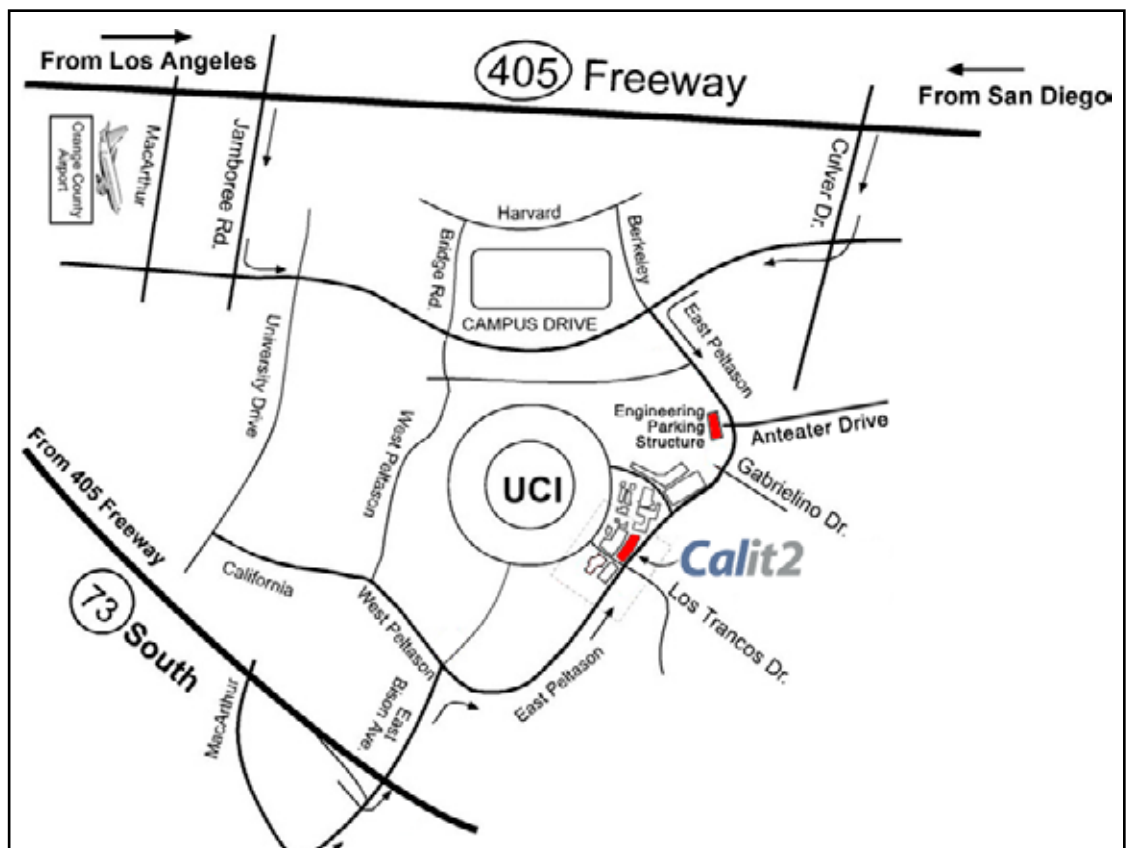 From Los Angeles
405 Freeway
From San Diego
Orange County
Airport
MacArthur
Jamboree Rd.
Culver Dr.
Harvard
Bridge Rd.
Berkeley
CAMPUS DRIVE
East Peltason
University Drive
West Peltason
Engineering
Parking
Structure
Anteater Drive
Gabrielino Dr.
UCI
From 405 Freeway
73 South
California
Calit2
Los Trancos Dr.
West Peltason
East Peltason
East
Bison Ave.
MacArthur